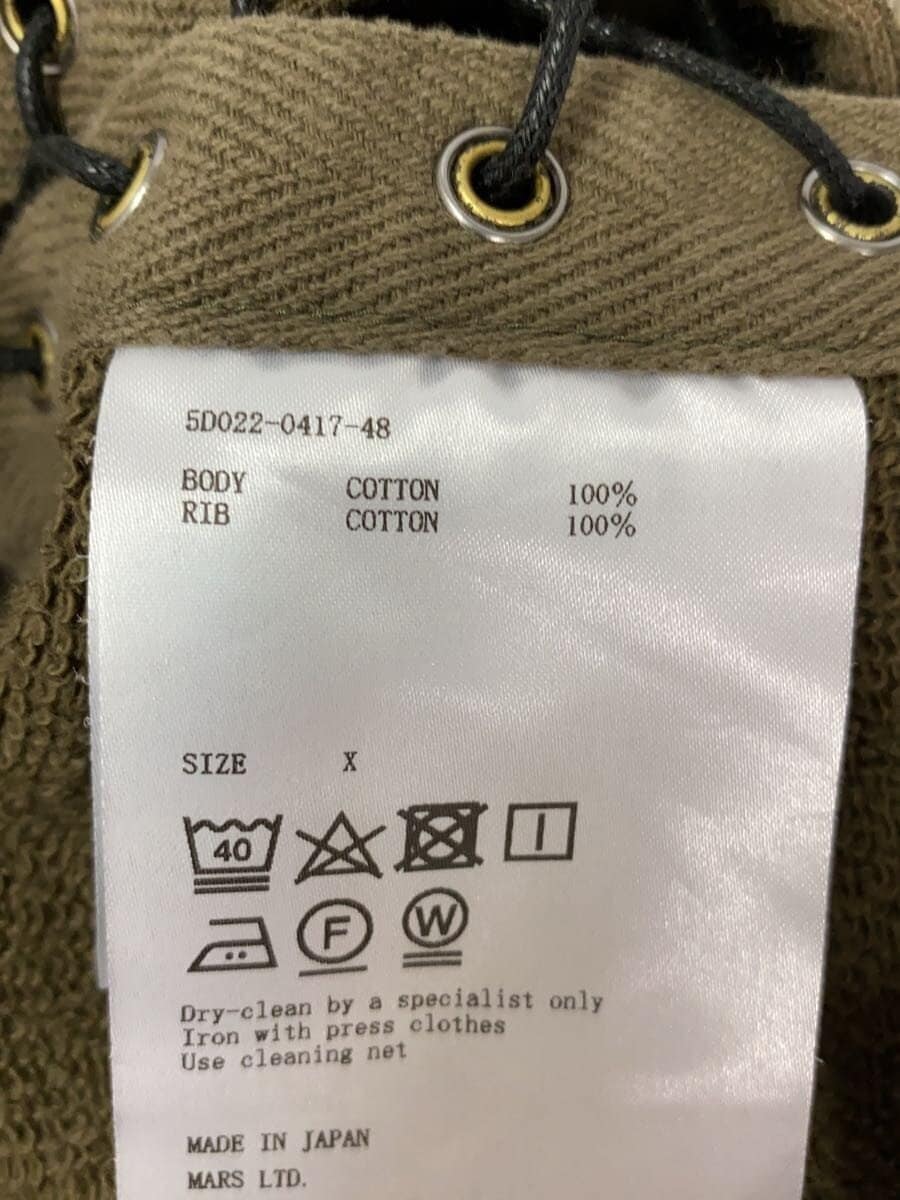 5D022-0417-48
BODY COTTON 100%
RIB COTTON 100%
SIZE X
40
F W
Dry-clean by a specialist only
Iron with press clothes
Use cleaning net
MADE IN JAPAN
MARS LTD.